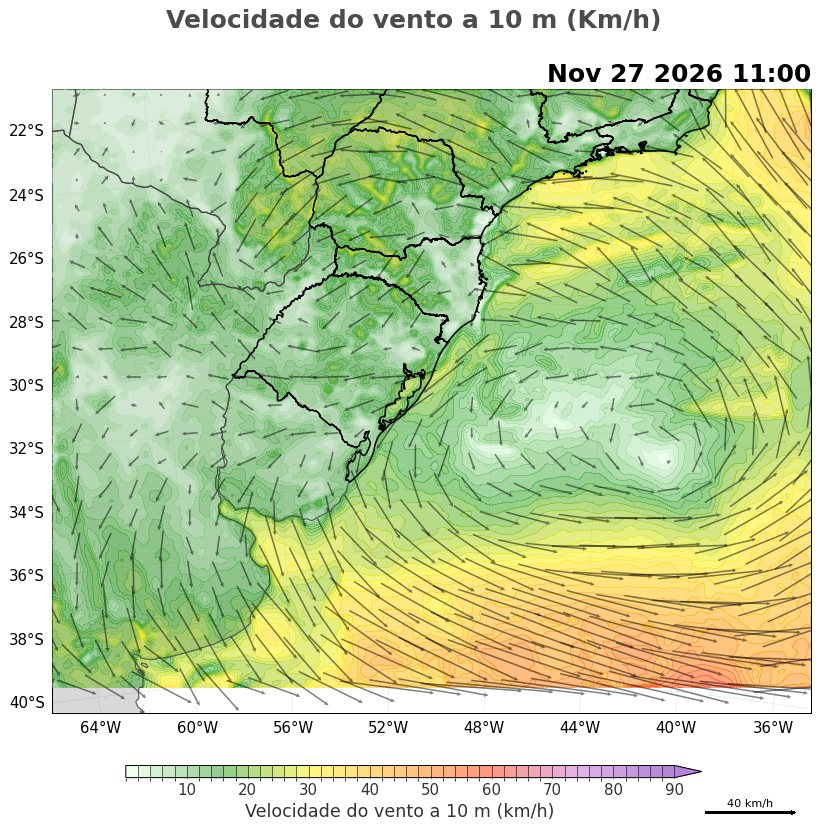 Velocidade do vento a 10 m (Km/h)
Nov 27 2026 11:00
22°S
24°S
26°S
28°S
30°S
32°S
34°S
36°S
38°S
40°S
64°W 60°W 56°W 52°W 48°W 44°W 40°W 36°W
10 20 30 40 50 60 70 80 90
Velocidade do vento a 10 m (km/h)
40 km/h